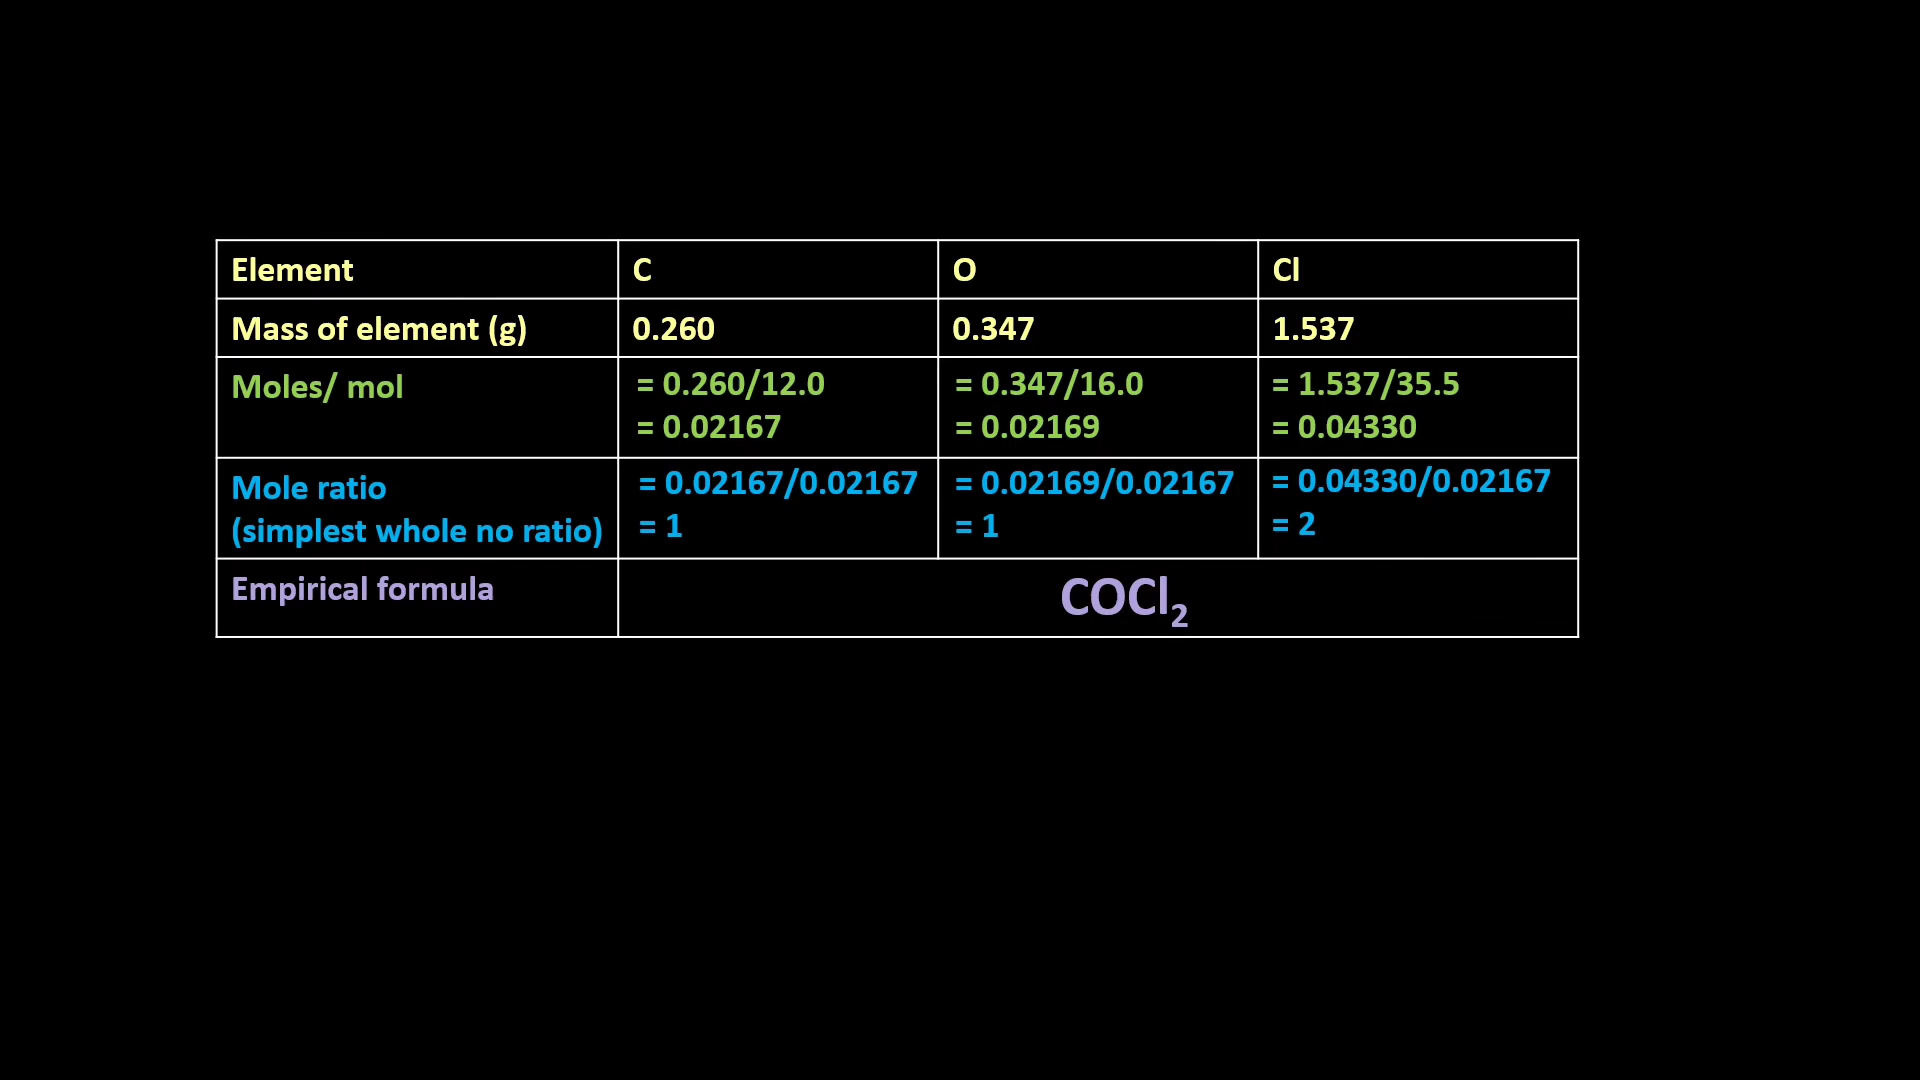 Element C O Cl
Mass of element (g) 0.260 0.347 1.537
Moles/ mol = 0.260/12.0 = 0.347/16.0 = 1.537/35.5
= 0.02167 = 0.02169 = 0.04330
Mole ratio = 0.02167/0.02167 = 0.02169/0.02167 = 0.04330/0.02167
(simplest whole no ratio) = 1 = 1 = 2
Empirical formula COCl₂